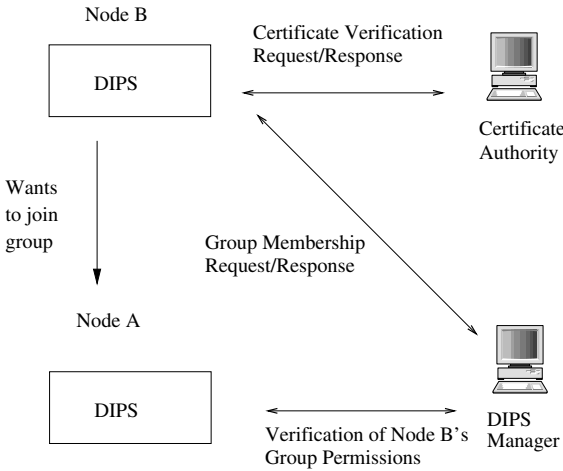 Node B
DIPS
Certificate Verification
Request/Response
Certificate
Authority
Wants
to join
group
Group Membership
Request/Response
Node A
DIPS
Verification of Node B's
Group Permissions
DIPS
Manager